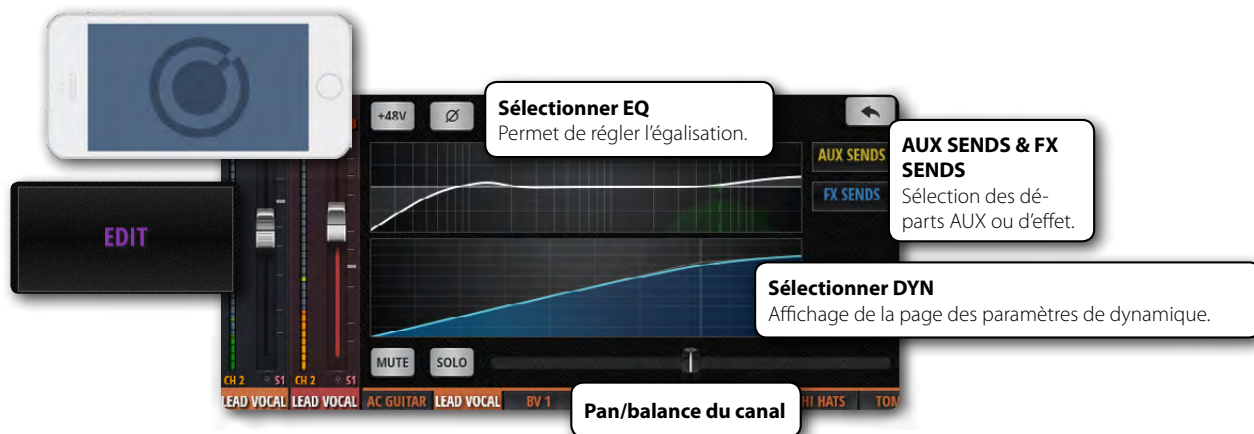 +48V
Ø
Sélectionner EQ
Permet de régler l’égalisation.
AUX SENDS
FX SENDS
AUX SENDS & FX
SENDS
Sélection des dé-
parts AUX ou d’effet.
EDIT
Sélectionner DYN
Affichage de la page des paramètres de dynamique.
MUTE
SOLO
CH 2
S1
CH 2
S1
LEAD VOCAL
LEAD VOCAL
AC GUITAR
LEAD VOCAL
BV 1
HI HATS
TOM
Pan/balance du canal